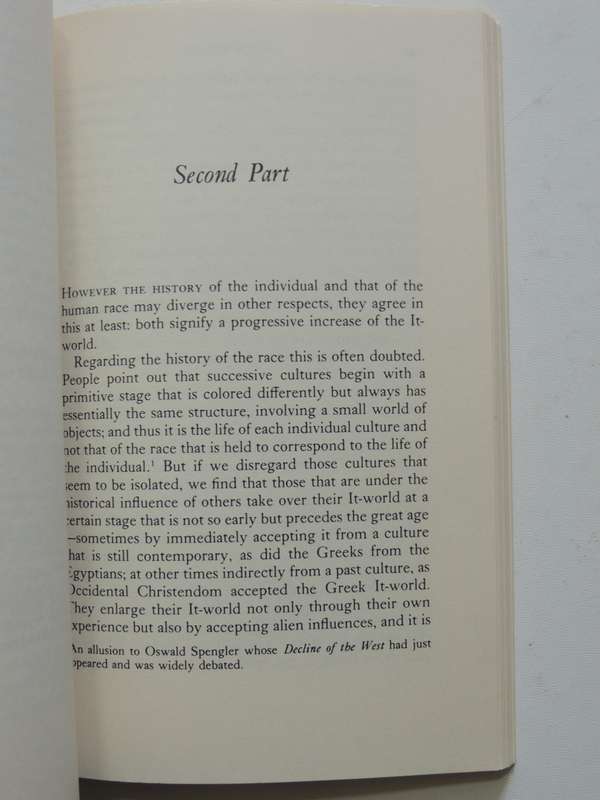 Second Part
HOWEVER THE HISTORY of the individual and that of the
human race may diverge in other respects, they agree in
this at least: both signify a progressive increase of the It-
world.
Regarding the history of the race this is often doubted.
People point out that successive cultures begin with a
primitive stage that is colored differently but always has
essentially the same structure, involving a small world of
objects; and thus it is the life of each individual culture and
not that of the race that is held to correspond to the life of
the individual.¹ But if we disregard those cultures that
seem to be isolated, we find that those that are under the
historical influence of others take over their It-world at a
certain stage that is not so early but precedes the great age
—sometimes by immediately accepting it from a culture
that is still contemporary, as did the Greeks from the
Egyptians; at other times indirectly from a past culture, as
Occidental Christendom accepted the Greek It-world.
They enlarge their It-world not only through their own
experience but also by accepting alien influences, and it is
An allusion to Oswald Spengler whose Decline of the West had just
appeared and was widely debated.